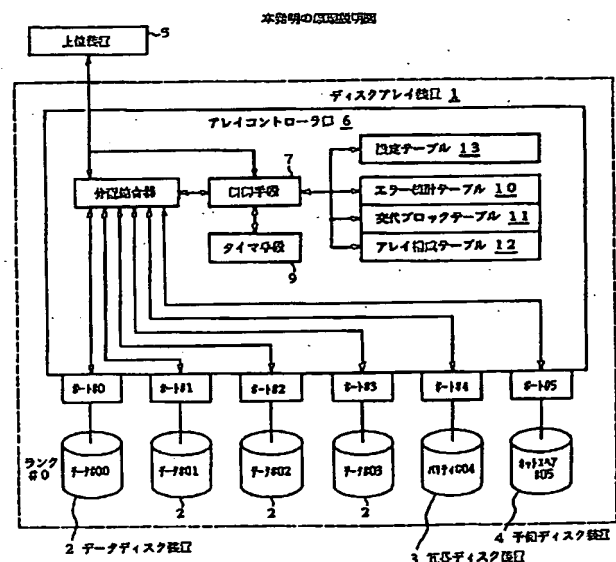 本発明の原理説明図
上位装置 5
ディスクアレイ装置 1
アレイコントローラ 6
7
設定テーブル 13
分配結合器
制御手段
エラー統計テーブル 10
交代ブロックテーブル 11
アレイ構成テーブル 12
タイマ手段
9
ポート#0 ポート#1 ポート#2 ポート#3 ポート#4 ポート#5
ランク#0
データ#00 データ#01 データ#02 データ#03 パリティ#04 ホットスペア#05
2 2 2
2 データディスク装置
3 冗長ディスク装置
4 予備ディスク装置